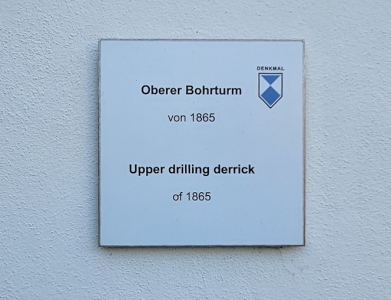 DENKMAL
Oberer Bohrturm
von 1865
Upper drilling derrick
of 1865